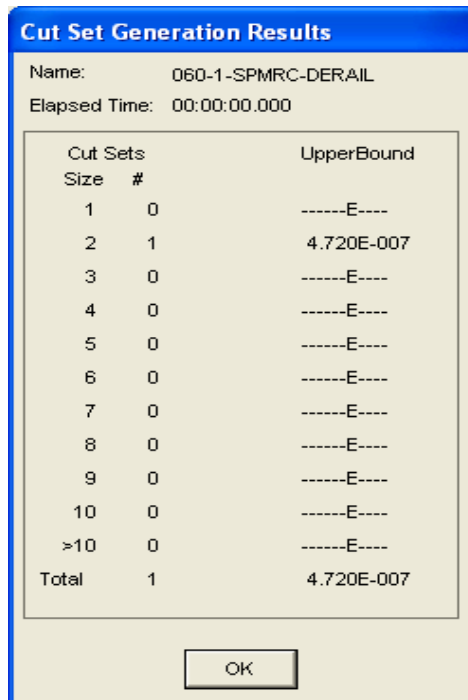 Cut Set Generation Results
Name: 060-1-SPMRC-DERAIL
Elapsed Time: 00:00:00.000
Cut Sets UpperBound
Size #
1 0 ------E----
2 1 4.720E-007
3 0 ------E----
4 0 ------E----
5 0 ------E----
6 0 ------E----
7 0 ------E----
8 0 ------E----
9 0 ------E----
10 0 ------E----
>10 0 ------E----
Total 1 4.720E-007
OK